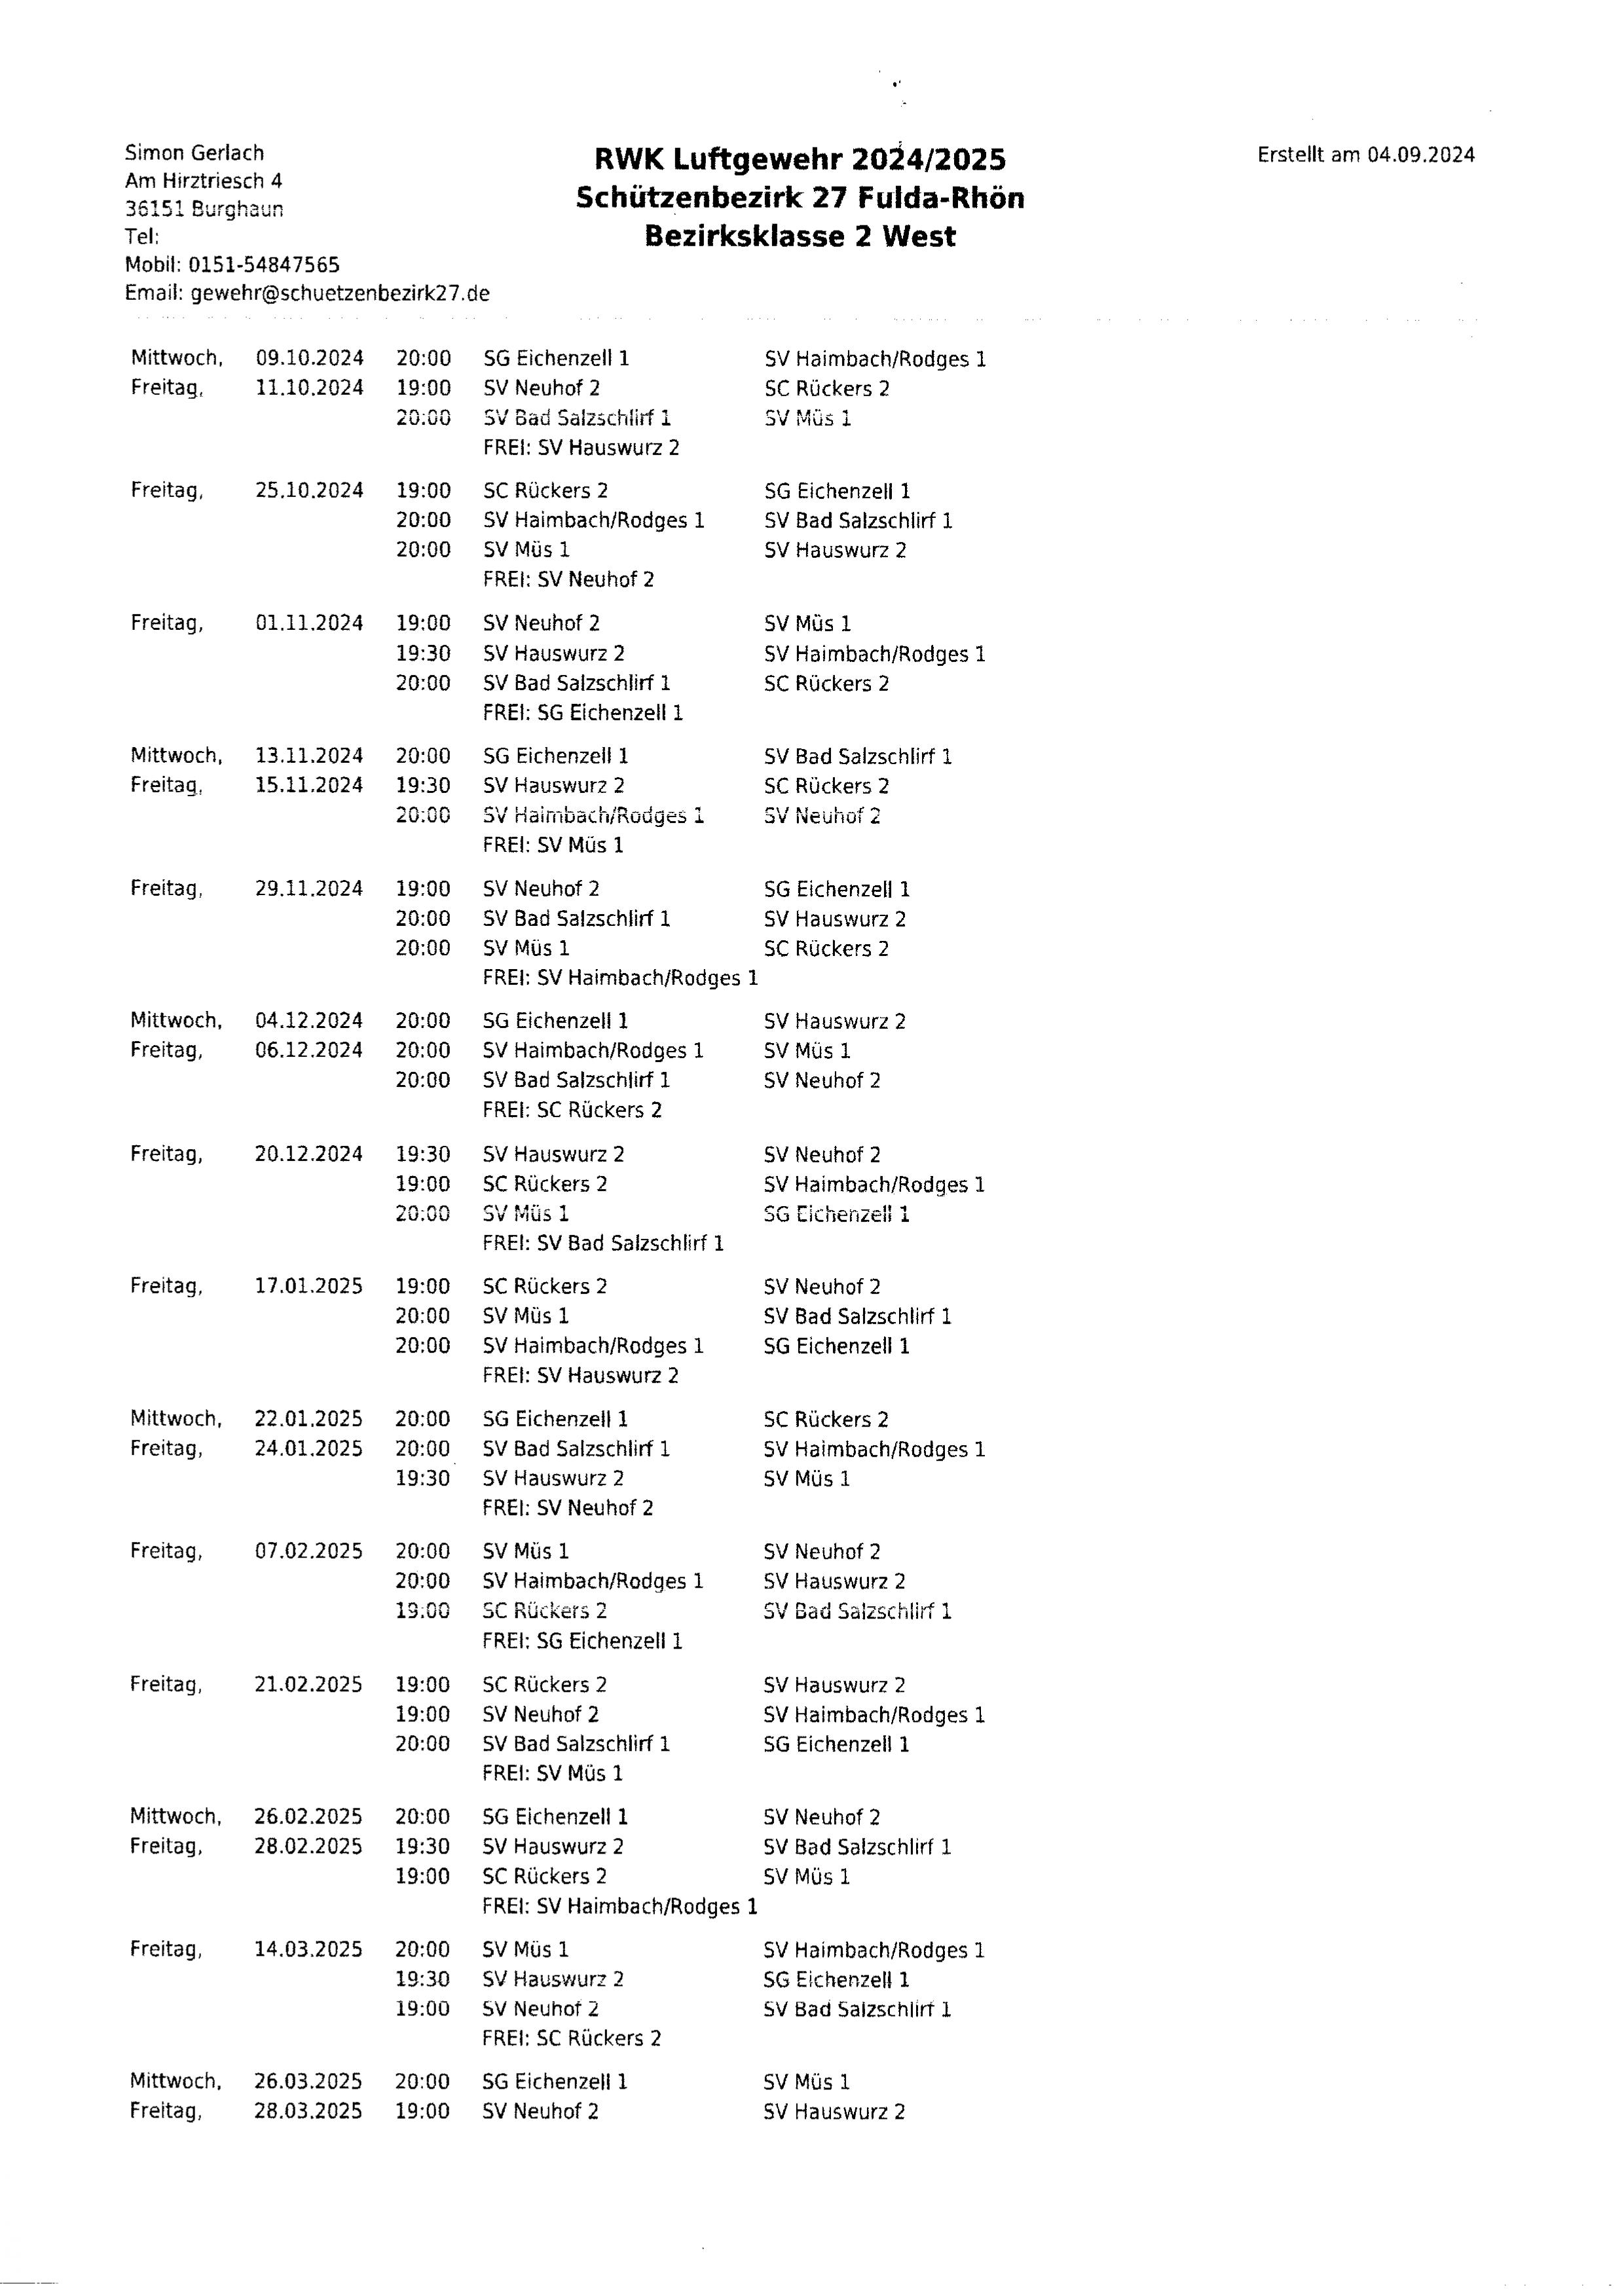 Simon Gerlach
Am Hirztriesch 4
36151 Burghaun
Tel:
Mobil: 0151-54847565
Email: gewehr@schuetzenbezirk27.de
RWK Luftgewehr 2024/2025
Schützenbezirk 27 Fulda-Rhön
Bezirksklasse 2 West
Erstellt am 04.09.2024
Mittwoch, 09.10.2024 20:00 SG Eichenzell 1 SV Haimbach/Rodges 1
Freitag, 11.10.2024 19:00 SV Neuhof 2 SC Rückers 2
20:00 SV Bad Salzschlirf 1 SV Müs 1
FREI: SV Hauswurz 2
Freitag, 25.10.2024 19:00 SC Rückers 2 SG Eichenzell 1
20:00 SV Haimbach/Rodges 1 SV Bad Salzschlirf 1
20:00 SV Müs 1 SV Hauswurz 2
FREI: SV Neuhof 2
Freitag, 01.11.2024 19:00 SV Neuhof 2 SV Müs 1
19:30 SV Hauswurz 2 SV Haimbach/Rodges 1
20:00 SV Bad Salzschlirf 1 SC Rückers 2
FREI: SG Eichenzell 1
Mittwoch, 13.11.2024 20:00 SG Eichenzell 1 SV Bad Salzschlirf 1
Freitag, 15.11.2024 19:30 SV Hauswurz 2 SC Rückers 2
20:00 SV Haimbach/Rodges 1 SV Neuhof 2
FREI: SV Müs 1
Freitag, 29.11.2024 19:00 SV Neuhof 2 SG Eichenzell 1
20:00 SV Bad Salzschlirf 1 SV Hauswurz 2
20:00 SV Müs 1 SC Rückers 2
FREI: SV Haimbach/Rodges 1
Mittwoch, 04.12.2024 20:00 SG Eichenzell 1 SV Hauswurz 2
Freitag, 06.12.2024 20:00 SV Haimbach/Rodges 1 SV Müs 1
20:00 SV Bad Salzschlirf 1 SV Neuhof 2
FREI: SC Rückers 2
Freitag, 20.12.2024 19:30 SV Hauswurz 2 SV Neuhof 2
19:00 SC Rückers 2 SV Haimbach/Rodges 1
20:00 SV Müs 1 SG Eichenzell 1
FREI: SV Bad Salzschlirf 1
Freitag, 17.01.2025 19:00 SC Rückers 2 SV Neuhof 2
20:00 SV Müs 1 SV Bad Salzschlirf 1
20:00 SV Haimbach/Rodges 1 SG Eichenzell 1
FREI: SV Hauswurz 2
Mittwoch, 22.01.2025 20:00 SG Eichenzell 1 SC Rückers 2
Freitag, 24.01.2025 20:00 SV Bad Salzschlirf 1 SV Haimbach/Rodges 1
19:30 SV Hauswurz 2 SV Müs 1
FREI: SV Neuhof 2
Freitag, 07.02.2025 20:00 SV Müs 1 SV Neuhof 2
20:00 SV Haimbach/Rodges 1 SV Hauswurz 2
19:00 SC Rückers 2 SV Bad Salzschlirf 1
FREI: SG Eichenzell 1
Freitag, 21.02.2025 19:00 SC Rückers 2 SV Hauswurz 2
19:00 SV Neuhof 2 SV Haimbach/Rodges 1
20:00 SV Bad Salzschlirf 1 SG Eichenzell 1
FREI: SV Müs 1
Mittwoch, 26.02.2025 20:00 SG Eichenzell 1 SV Neuhof 2
Freitag, 28.02.2025 19:30 SV Hauswurz 2 SV Bad Salzschlirf 1
19:00 SC Rückers 2 SV Müs 1
FREI: SV Haimbach/Rodges 1
Freitag, 14.03.2025 20:00 SV Müs 1 SV Haimbach/Rodges 1
19:30 SV Hauswurz 2 SG Eichenzell 1
19:00 SV Neuhof 2 SV Bad Salzschlirf 1
FREI: SC Rückers 2
Mittwoch, 26.03.2025 20:00 SG Eichenzell 1 SV Müs 1
Freitag, 28.03.2025 19:00 SV Neuhof 2 SV Hauswurz 2